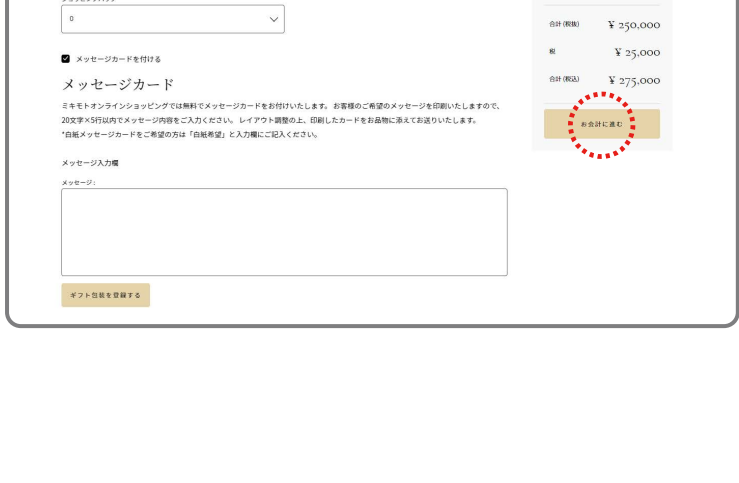 0
メッセージカードを付ける
メッセージカード
ミキモトオンラインショッピングでは無料でメッセージカードをお付けいたします。 お客様のご希望のメッセージを印刷いたしますので、
20文字×5行以内でメッセージ内容をご入力ください。 レイアウト調整の上、印刷したカードをお品物に添えてお送りいたします。
*白紙メッセージカードをご希望の方は「白紙希望」と入力欄にご記入ください。
メッセージ入力欄
メッセージ :
ギフト包装を登録する
合計 (税抜) ¥ 250,000
税 ¥ 25,000
合計 (税込) ¥ 275,000
お会計に進む